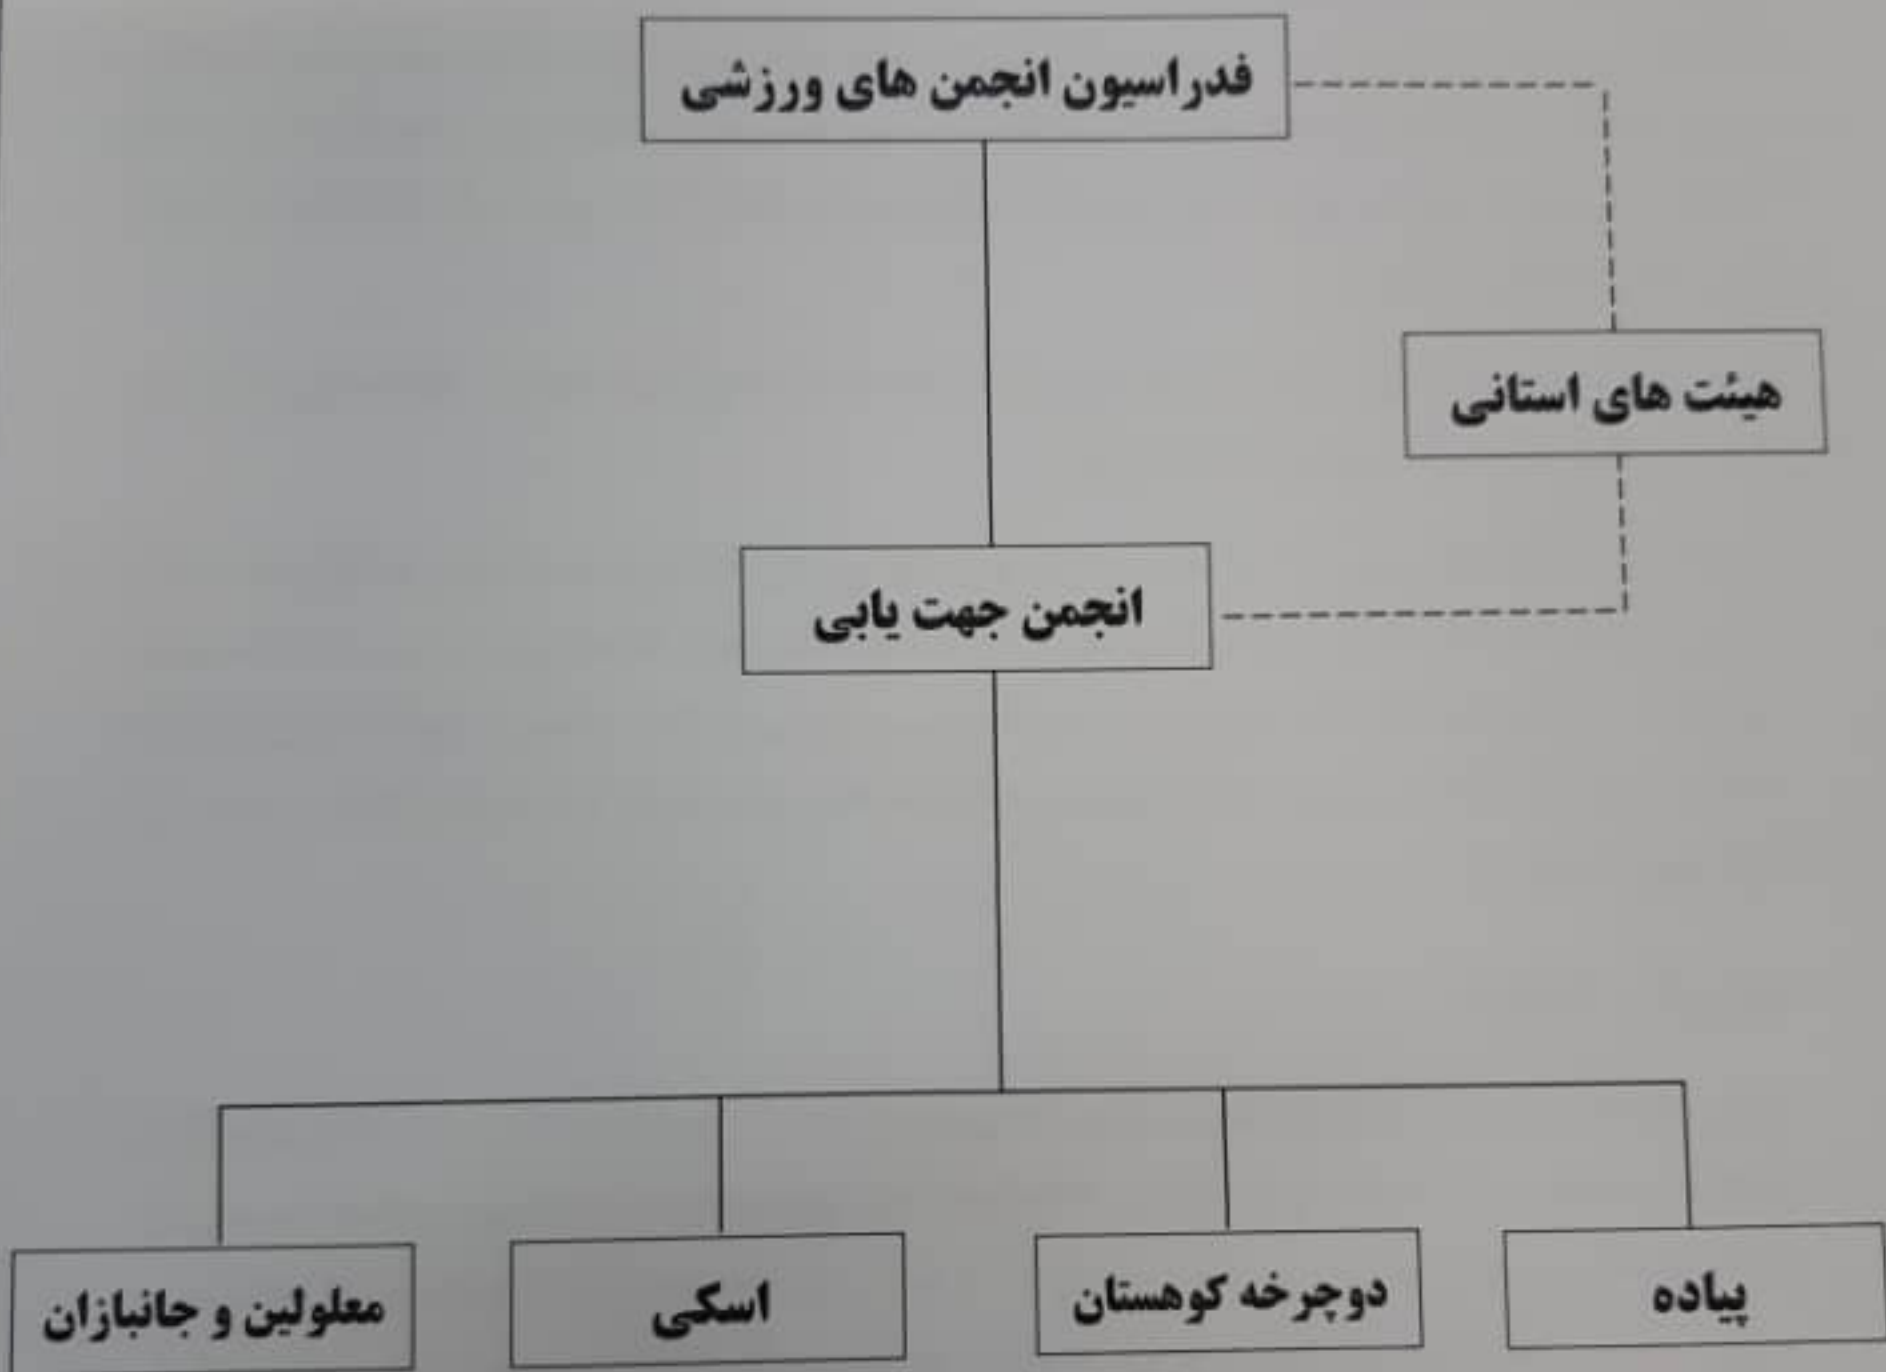 فدراسیون انجمن های ورزشی
هیئت های استانی
انجمن جهت یابی
پیاده
دوچرخه کوهستان
اسکی
معلولین و جانبازان